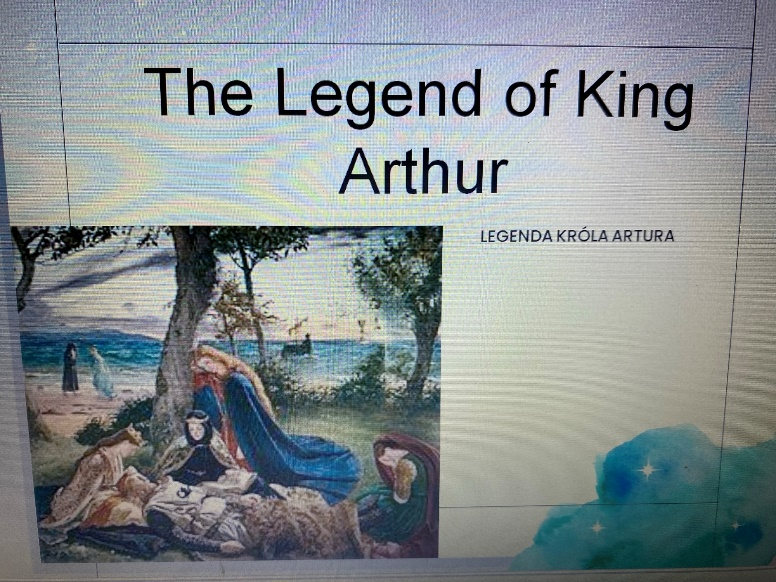 The Legend of King
Arthur
LEGENDA KRÓLA ARTURA